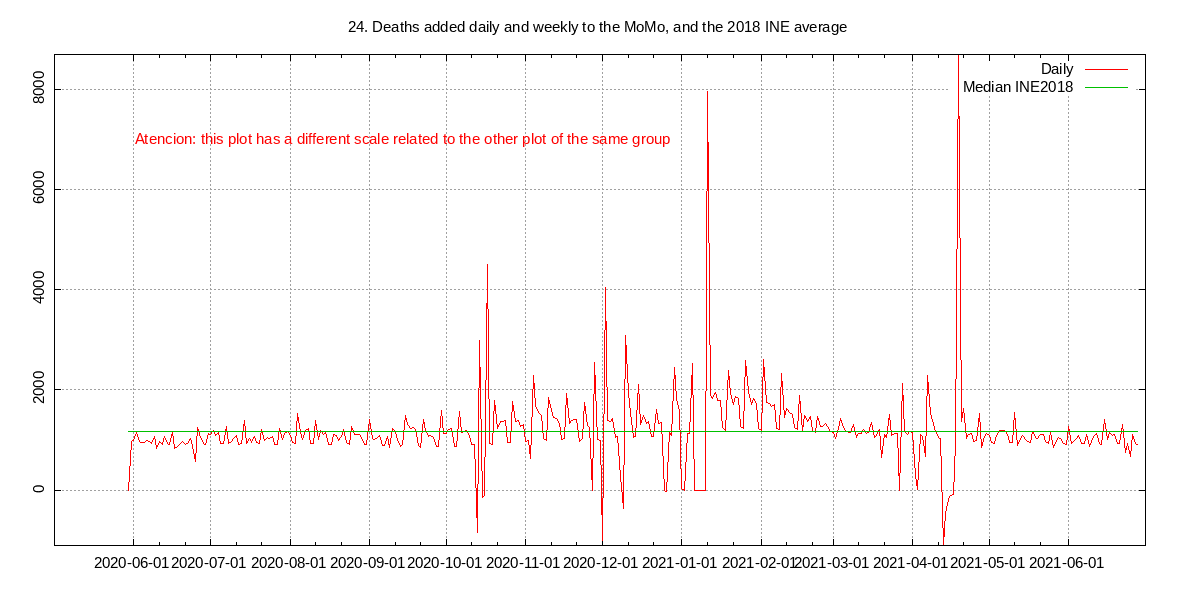 24. Deaths added daily and weekly to the MoMo, and the 2018 INE average
Daily
Median INE2018
8000
Atencion: this plot has a different scale related to the other plot of the same group
6000
4000
2000
0
2020-06-01 2020-07-01 2020-08-01 2020-09-01 2020-10-01 2020-11-01 2020-12-01 2021-01-01 2021-02-01 2021-03-01 2021-04-01 2021-05-01 2021-06-01